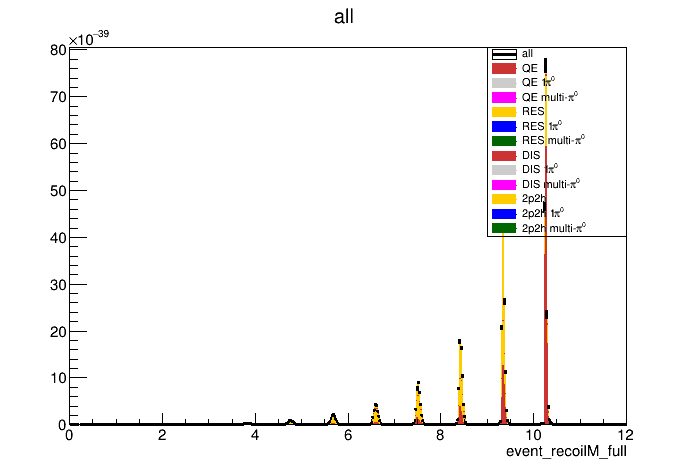 all
×10⁻³⁹
80
70
60
50
40
30
20
10
0
all
QE
QE 1π⁰
QE multi-π⁰
RES
RES 1π⁰
RES multi-π⁰
DIS
DIS 1π⁰
DIS multi-π⁰
2p2h
2p2h 1π⁰
2p2h multi-π⁰
0 2 4 6 8 10 12
event_recoilM_full